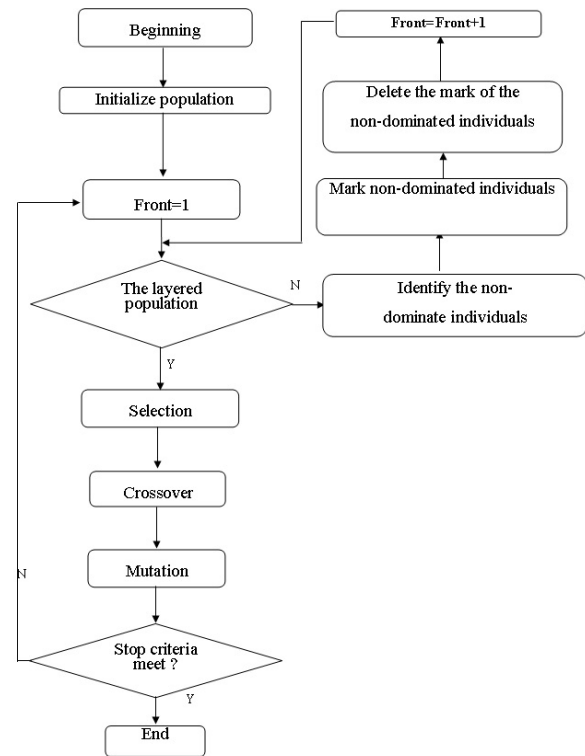 Beginning
Initialize population
Front=1
The layered
population
N
Identify the non-
dominate individuals
Mark non-dominated individuals
Delete the mark of the
non-dominated individuals
Front=Front+1
Y
Selection
Crossover
Mutation
N
Stop criteria
meet ?
Y
End